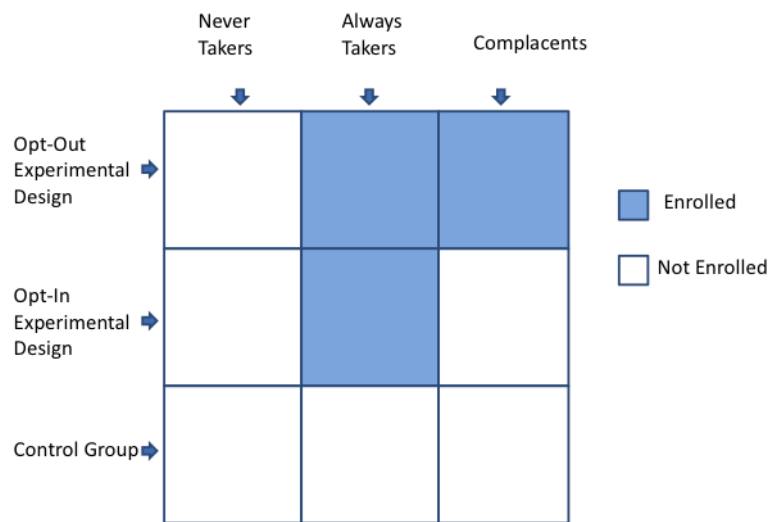 Never
Takers
Always
Takers
Complacents
Opt-Out
Experimental
Design
Enrolled
Not Enrolled
Opt-In
Experimental
Design
Control Group